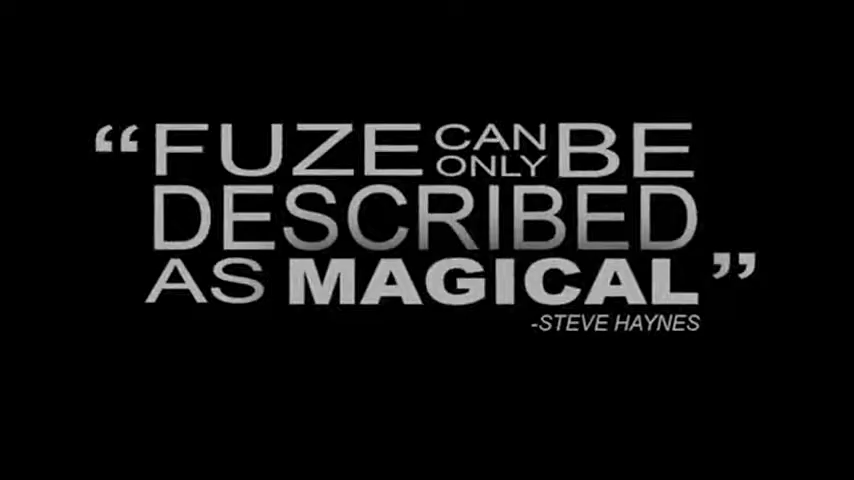 “FUZE CAN ONLY BE
DESCRIBED
AS MAGICAL”
-STEVE HAYNES